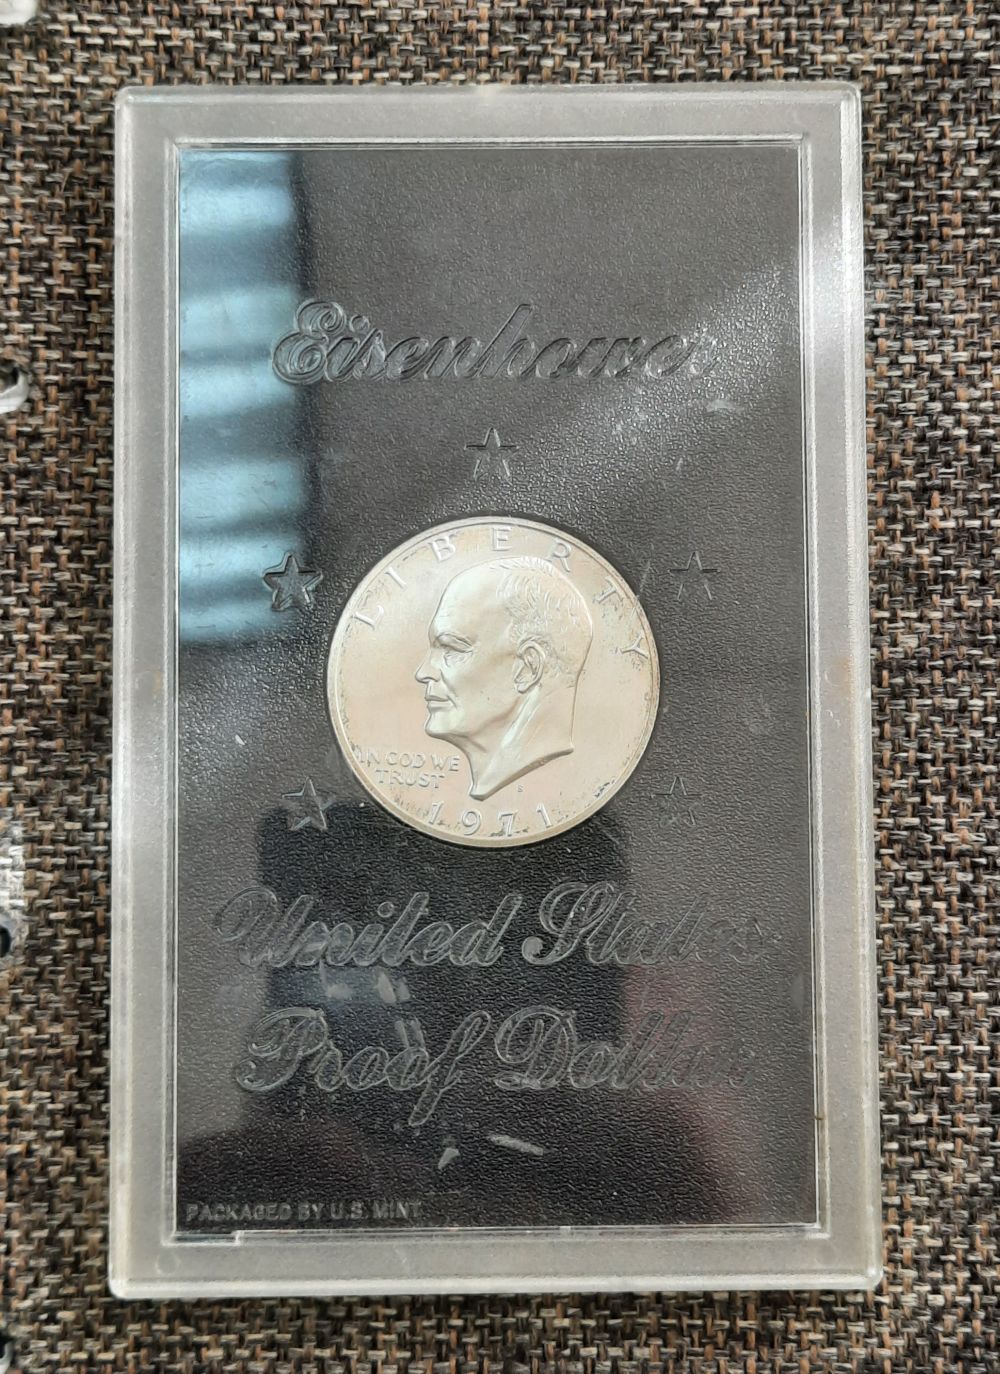 Eisenhower
LIBERTY
IN GOD WE
TRUST
S
1971
United States
Proof Dollar
PACKAGED BY U.S. MINT